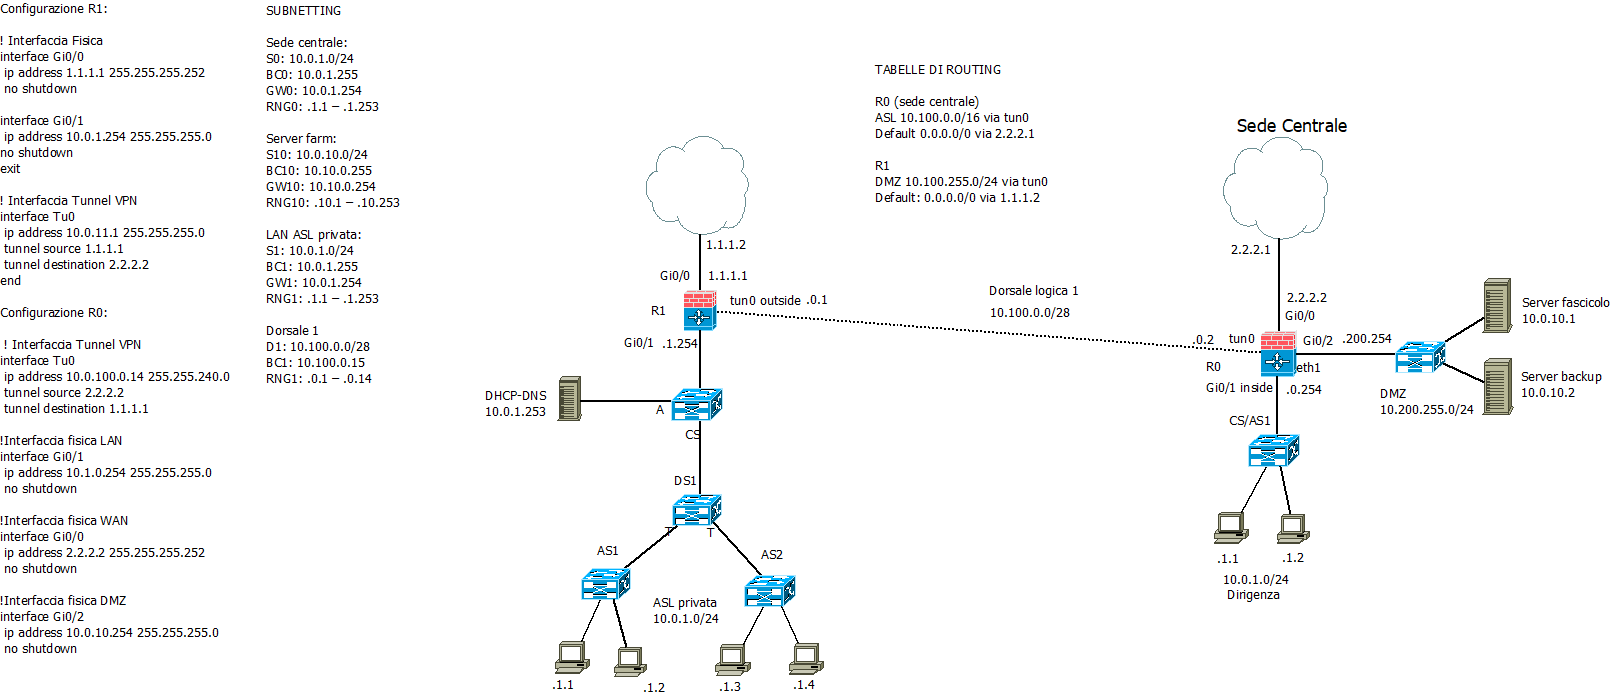 Configurazione R1:
! Interfaccia Fisica
interface Gi0/0
ip address 1.1.1.1 255.255.255.252
no shutdown
interface Gi0/1
ip address 10.0.1.254 255.255.255.0
no shutdown
exit
! Interfaccia Tunnel VPN
interface Tu0
ip address 10.0.11.1 255.255.255.0
tunnel source 1.1.1.1
tunnel destination 2.2.2.2
end
Configurazione R0:
! Interfaccia Tunnel VPN
interface Tu0
ip address 10.0.100.0.14 255.255.240.0
tunnel source 2.2.2.2
tunnel destination 1.1.1.1
!Interfaccia fisica LAN
interface Gi0/1
ip address 10.1.0.254 255.255.255.0
no shutdown
!Interfaccia fisica WAN
interface Gi0/0
ip address 2.2.2.2 255.255.255.252
no shutdown
!Interfaccia fisica DMZ
interface Gi0/2
ip address 10.0.10.254 255.255.255.0
no shutdown
SUBNETTING
Sede centrale:
S0: 10.0.1.0/24
BC0: 10.0.1.255
GW0: 10.0.1.254
RNG0: .1.1 – .1.253
Server farm:
S10: 10.0.10.0/24
BC10: 10.10.0.255
GW10: 10.10.0.254
RNG10: .10.1 – .10.253
LAN ASL privata:
S1: 10.0.1.0/24
BC1: 10.0.1.255
GW1: 10.0.1.254
RNG1: .1.1 – .1.253
Dorsale 1
D1: 10.100.0.0/28
BC1: 10.100.0.15
RNG1: .0.1 – .0.14
TABELLE DI ROUTING
R0 (sede centrale)
ASL 10.100.0.0/16 via tun0
Default 0.0.0.0/0 via 2.2.2.1
R1
DMZ 10.100.255.0/24 via tun0
Default: 0.0.0.0/0 via 1.1.1.2
1.1.1.2
Gi0/0 1.1.1.1
R1
tun0 outside .0.1
Gi0/1 .1.254
DHCP-DNS
10.0.1.253
A
CS
DS1
T T
AS1
AS2
ASL privata
10.0.1.0/24
.1.1
.1.2
.1.3
.1.4
Dorsale logica 1
10.100.0.0/28
Sede Centrale
2.2.2.1
2.2.2.2
Gi0/0
.0.2 tun0
Gi0/2 .200.254
R0
eth1
Gi0/1 inside .0.254
CS/AS1
DMZ
10.200.255.0/24
Server fascicolo
10.0.10.1
Server backup
10.0.10.2
.1.1
.1.2
10.0.1.0/24
Dirigenza